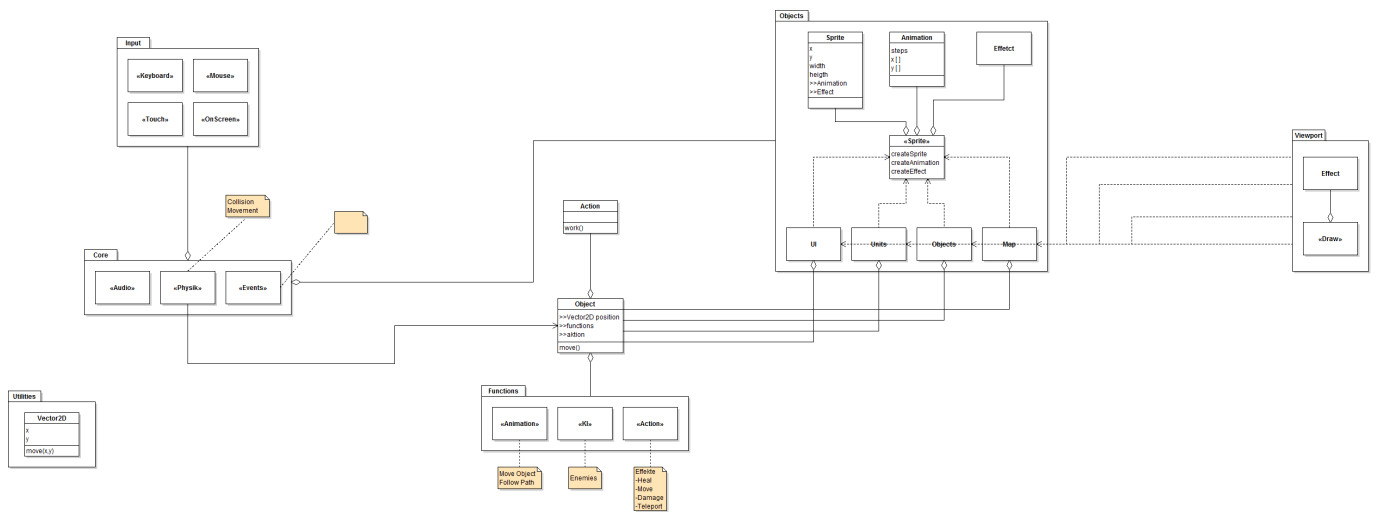 Input
«Keyboard»
«Mouse»
«Touch»
«OnScreen»
Collision
Movement
Core
«Audio»
«Physik»
«Events»
Utilities
Vector2D
x
y
move(x,y)
Action
work()
Object
>>Vector2D position
>>functions
>>aktion
move()
Functions
«Animation»
«KI»
«Action»
Move Object
Follow Path
Enemies
Effekte
-Heal
-Move
-Damage
-Teleport
Objects
Sprite
x
y
width
heigth
>>Animation
>>Effect
Animation
steps
x [ ]
y [ ]
Effetct
«Sprite»
createSprite
createAnimation
createEffect
UI
Units
Objects
Map
Viewport
Effect
«Draw»